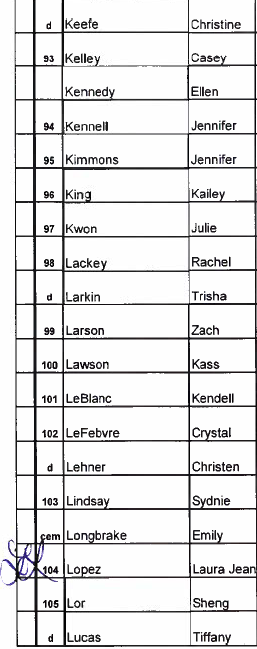 d Keefe Christine
93 Kelley Casey
Kennedy Ellen
94 Kennell Jennifer
95 Kimmons Jennifer
96 King Kailey
97 Kwon Julie
98 Lackey Rachel
d Larkin Trisha
99 Larson Zach
100 Lawson Kass
101 LeBlanc Kendell
102 LeFebvre Crystal
d Lehner Christen
103 Lindsay Sydnie
cem Longbrake Emily
104 Lopez Laura Jean
105 Lor Sheng
d Lucas Tiffany